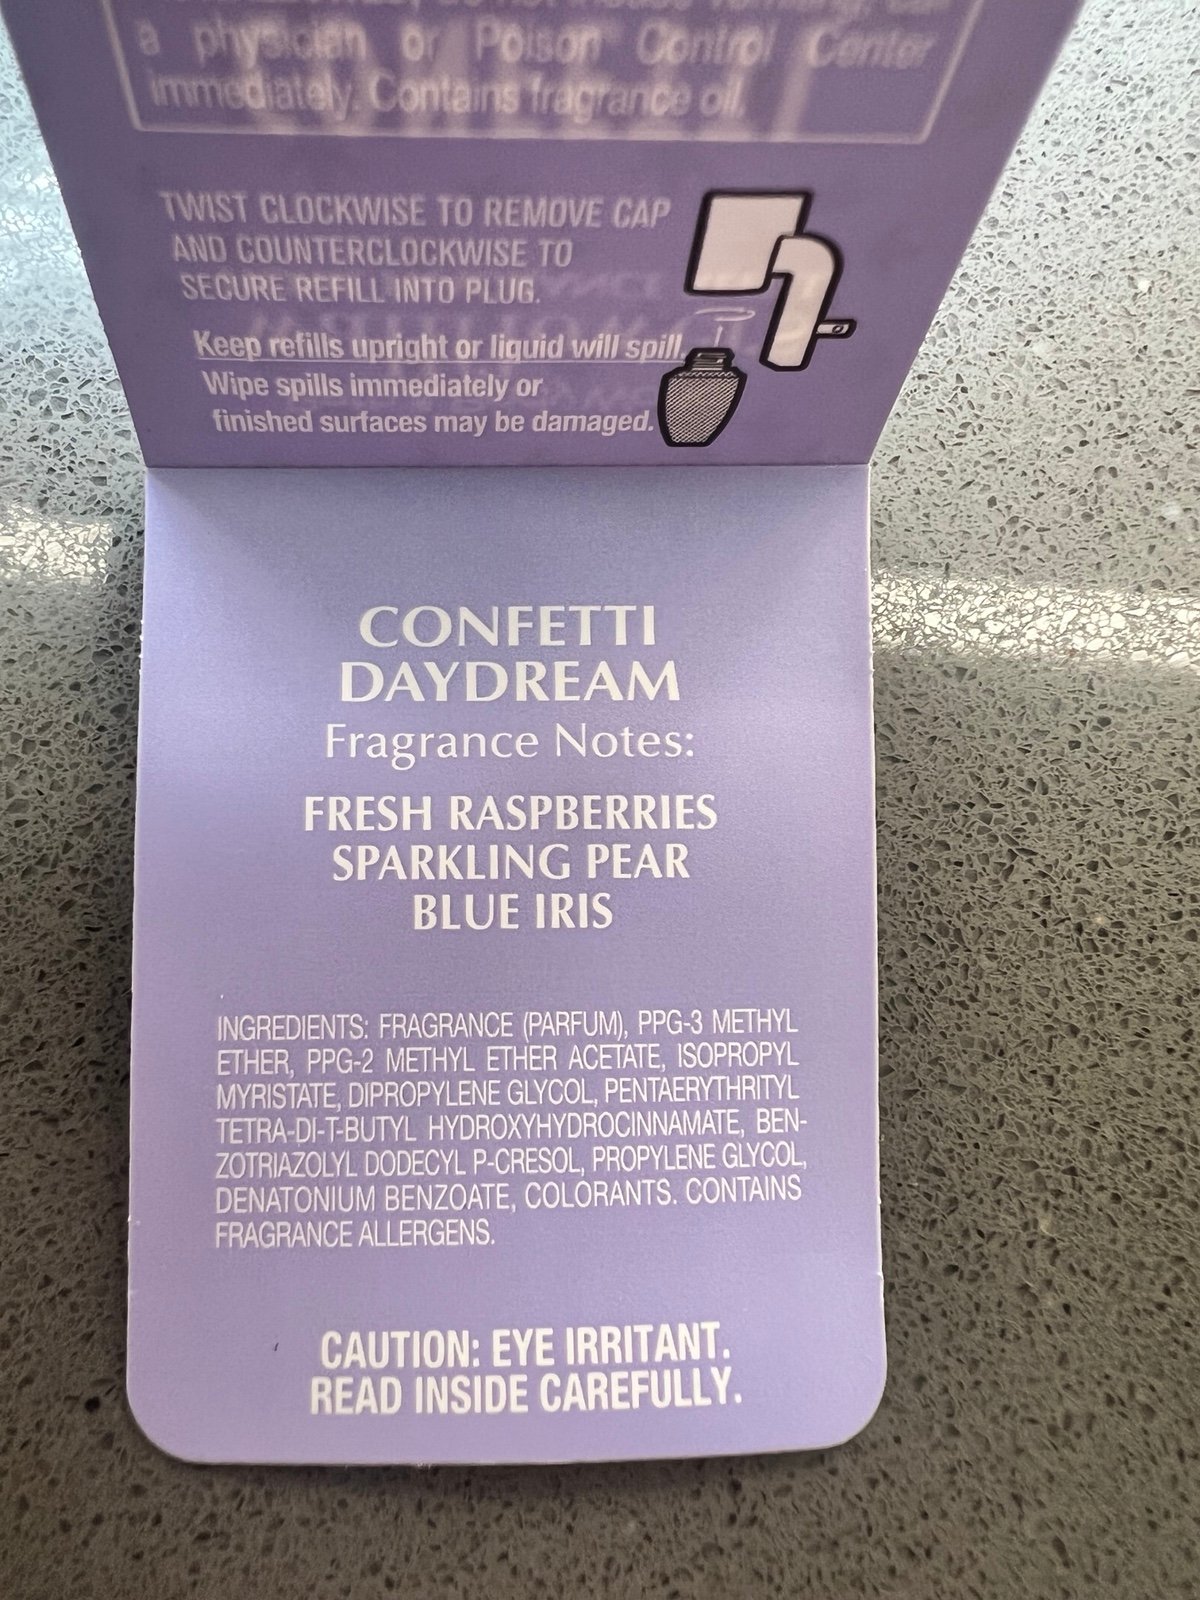 a physician or Poison Control Center
immediately. Contains fragrance oil.
TWIST CLOCKWISE TO REMOVE CAP
AND COUNTERCLOCKWISE TO
SECURE REFILL INTO PLUG.
Keep refills upright or liquid will spill.
Wipe spills immediately or
finished surfaces may be damaged.
CONFETTI
DAYDREAM
Fragrance Notes:
FRESH RASPBERRIES
SPARKLING PEAR
BLUE IRIS
INGREDIENTS: FRAGRANCE (PARFUM), PPG-3 METHYL
ETHER, PPG-2 METHYL ETHER ACETATE, ISOPROPYL
MYRISTATE, DIPROPYLENE GLYCOL, PENTAERYTHRITYL
TETRA-DI-T-BUTYL HYDROXYHYDROCINNAMATE, BEN-
ZOTRIAZOLYL DODECYL P-CRESOL, PROPYLENE GLYCOL,
DENATONIUM BENZOATE, COLORANTS. CONTAINS
FRAGRANCE ALLERGENS.
CAUTION: EYE IRRITANT.
READ INSIDE CAREFULLY.